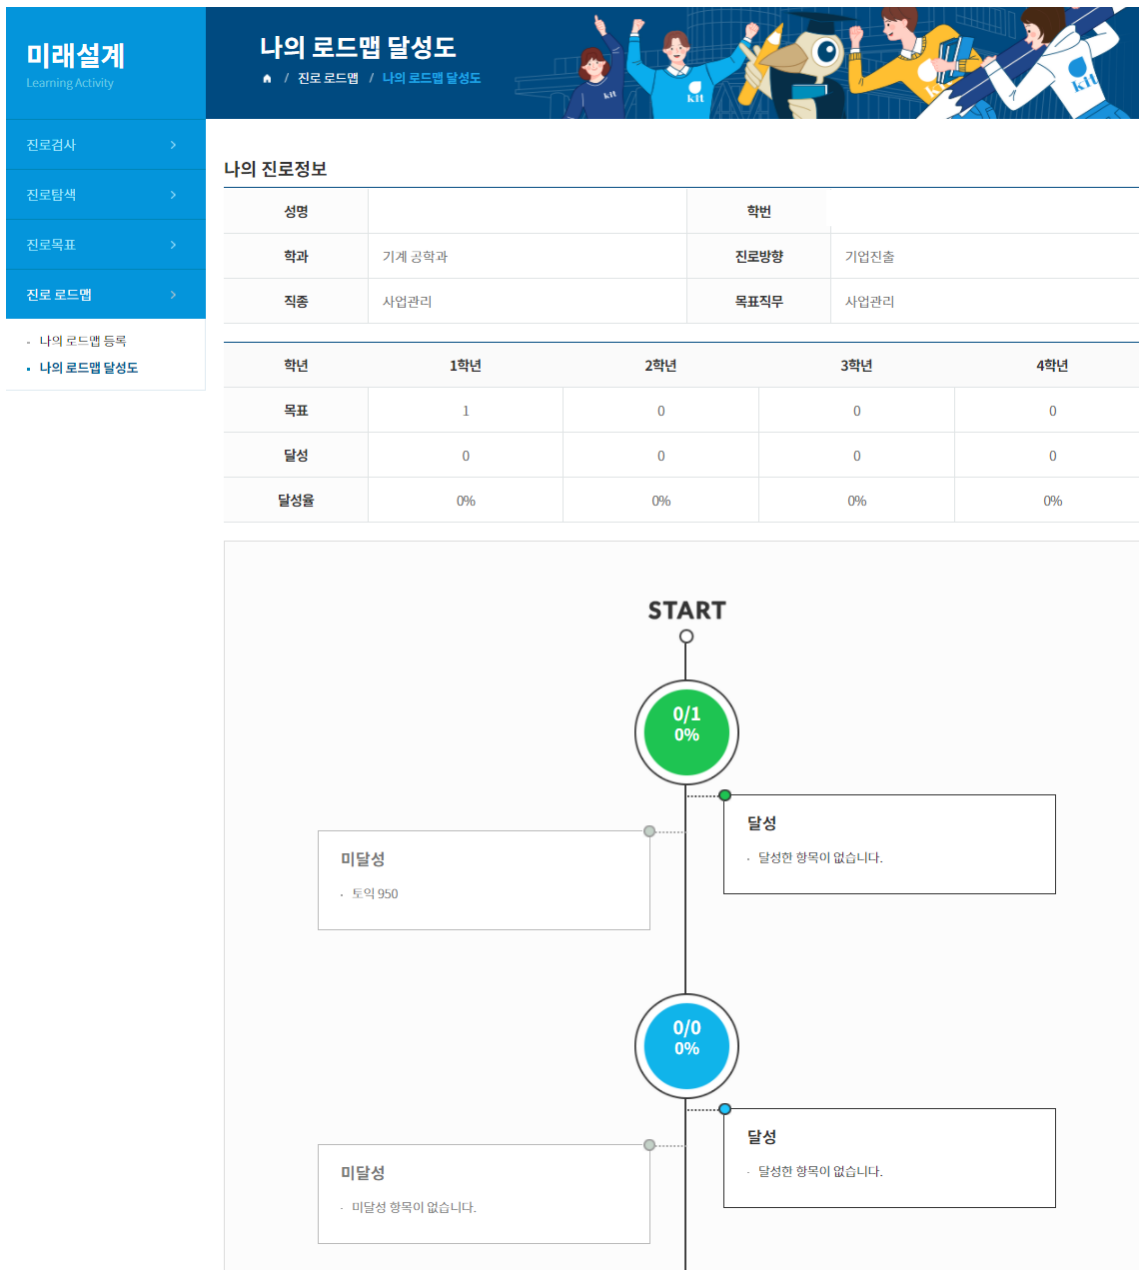 미래설계
Learning Activity
진로검사
진로탐색
진로목표
진로 로드맵
- 나의 로드맵 등록
• 나의 로드맵 달성도
나의 로드맵 달성도
/ 진로 로드맵 / 나의 로드맵 달성도
kit
kit
kit
나의 진로정보
성명 학번
학과 기계 공학과 진로방향 기업진출
직종 사업관리 목표직무 사업관리
학년 1학년 2학년 3학년 4학년
목표 1 0 0 0
달성 0 0 0 0
달성율 0% 0% 0% 0%
START
0/1
0%
달성
· 달성한 항목이 없습니다.
미달성
· 토익 950
0/0
0%
달성
· 달성한 항목이 없습니다.
미달성
· 미달성 항목이 없습니다.